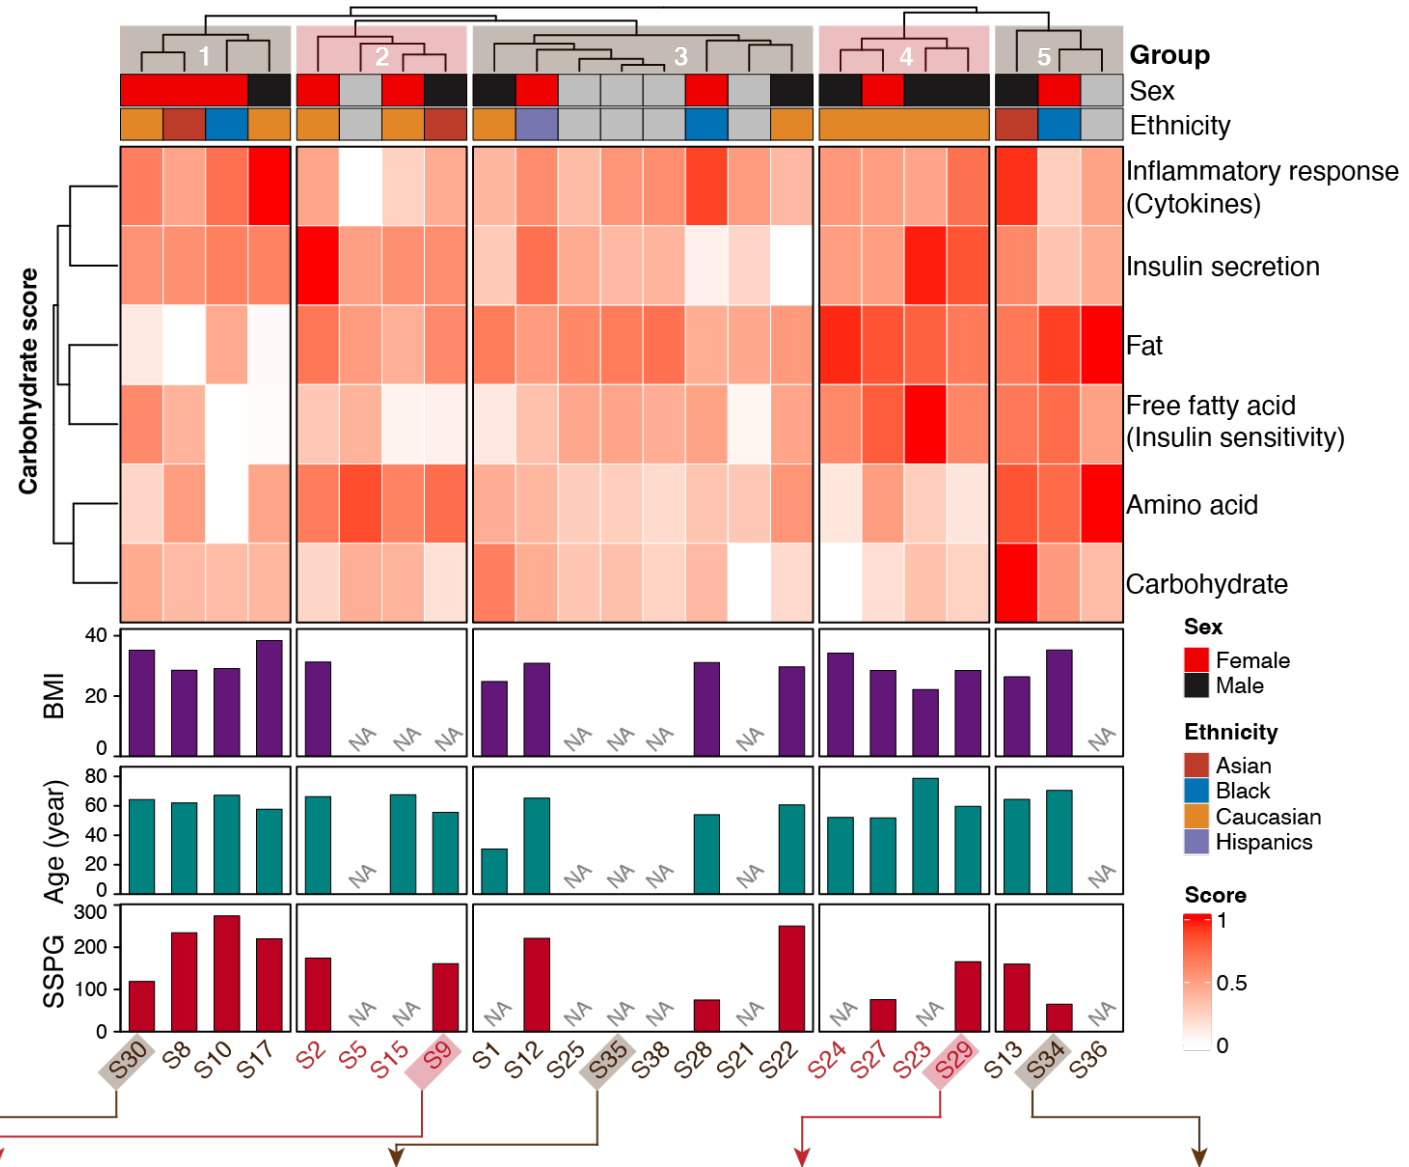 1 2 3 4 5 Group
Sex
Ethnicity
Inflammatory response
(Cytokines)
Insulin secretion
Fat
Free fatty acid
(Insulin sensitivity)
Amino acid
Carbohydrate
Carbohydrate score
Sex
Female
Male
Ethnicity
Asian
Black
Caucasian
Hispanics
Score
1
0.5
0
BMI
40
20
0
NA NA NA NA NA NA NA NA
Age (year)
80
60
40
20
0
NA NA NA NA NA NA
SSPG
300
200
100
0
NA NA NA NA NA NA NA NA NA NA
S30 S8 S10 S17 S2 S5 S15 S9 S1 S12 S25 S35 S38 S28 S21 S22 S24 S27 S23 S29 S13 S34 S36